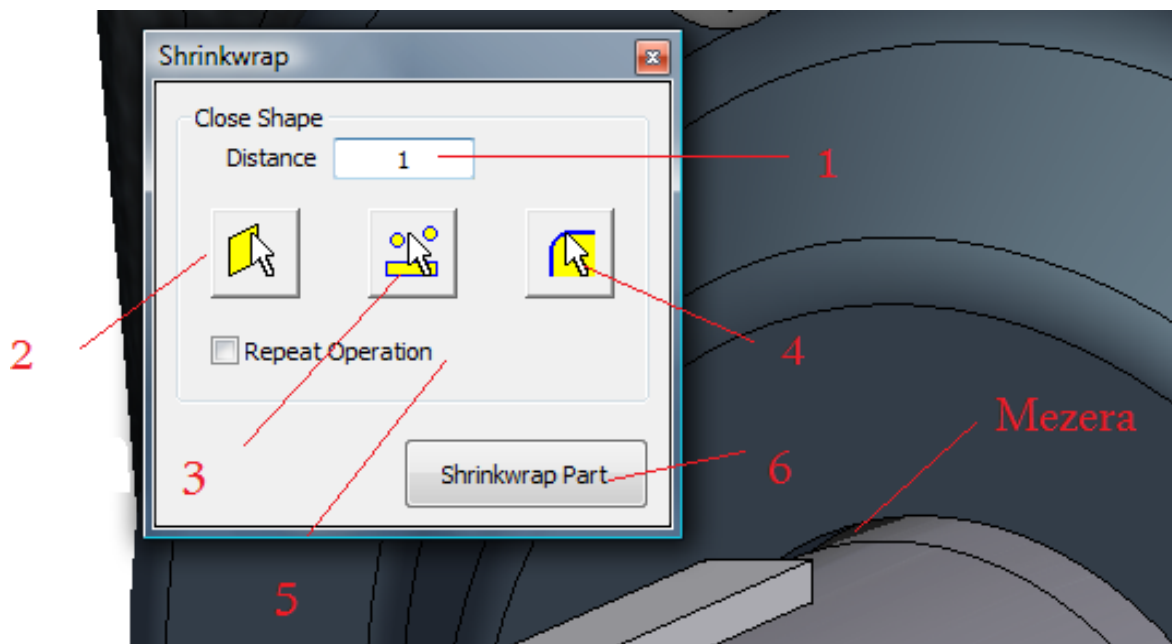 Shrinkwrap
Close Shape
Distance 1
1
2
Repeat Operation
4
Mezera
3
Shrinkwrap Part
6
5